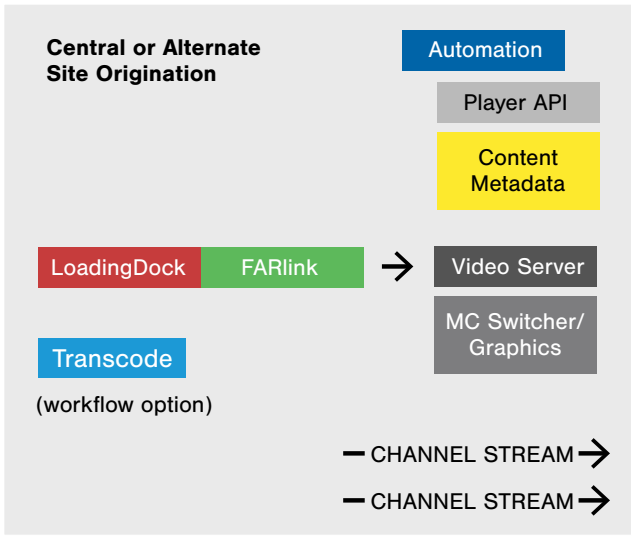 Central or Alternate
Site Origination
Automation
Player API
Content
Metadata
LoadingDock
FARlink
Video Server
MC Switcher/
Graphics
Transcode
(workflow option)
CHANNEL STREAM
CHANNEL STREAM